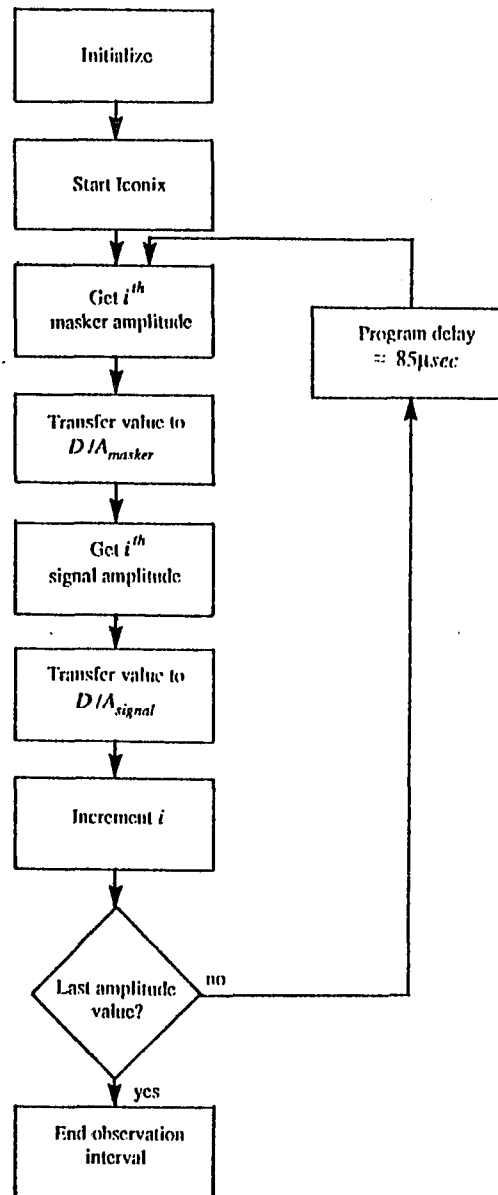 Initialize
Start Iconix
Get i^th
masker amplitude
Program delay
= 85μsec
Transfer value to
D/A_masker
Get i^th
signal amplitude
Transfer value to
D/A_signal
Increment i
Last amplitude
value?
no
yes
End observation
interval